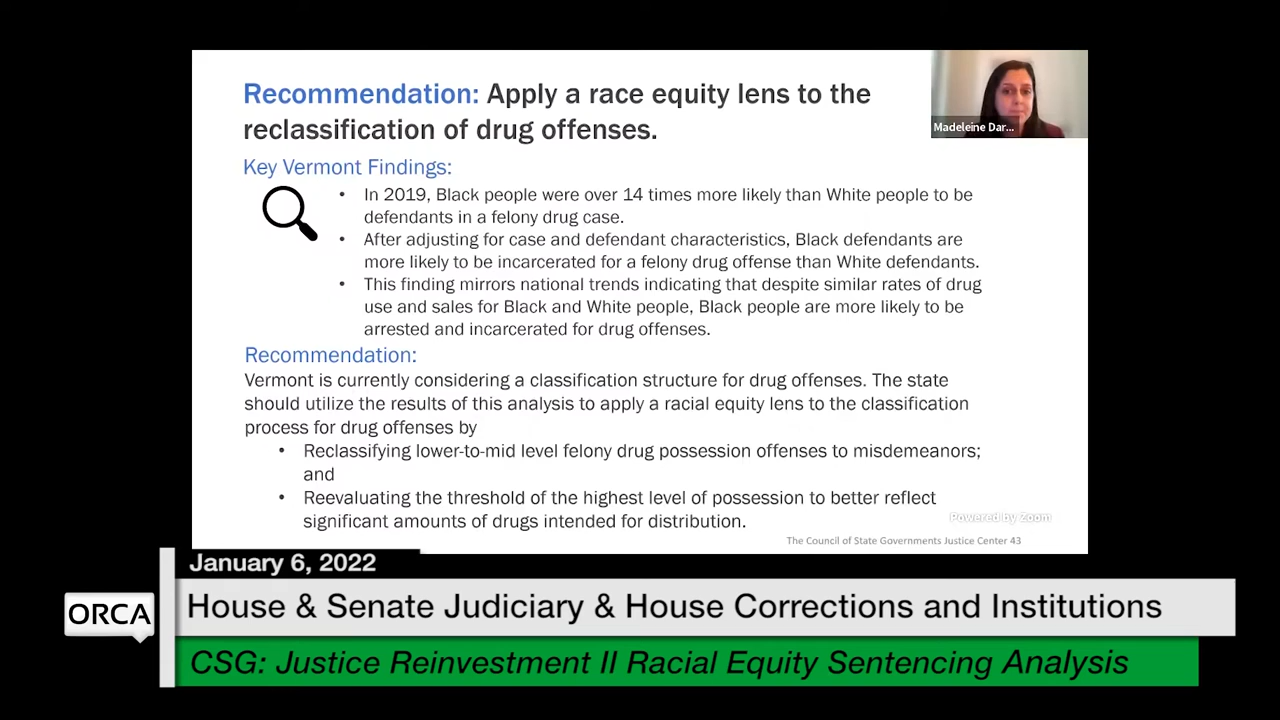 Recommendation: Apply a race equity lens to the
reclassification of drug offenses.
Madeleine Dar...
Key Vermont Findings:
• In 2019, Black people were over 14 times more likely than White people to be
defendants in a felony drug case.
• After adjusting for case and defendant characteristics, Black defendants are
more likely to be incarcerated for a felony drug offense than White defendants.
• This finding mirrors national trends indicating that despite similar rates of drug
use and sales for Black and White people, Black people are more likely to be
arrested and incarcerated for drug offenses.
Recommendation:
Vermont is currently considering a classification structure for drug offenses. The state
should utilize the results of this analysis to apply a racial equity lens to the classification
process for drug offenses by
• Reclassifying lower-to-mid level felony drug possession offenses to misdemeanors;
and
• Reevaluating the threshold of the highest level of possession to better reflect
significant amounts of drugs intended for distribution.
Powered by Zoom
The Council of State Governments Justice Center 43
January 6, 2022
ORCA
House & Senate Judiciary & House Corrections and Institutions
CSG: Justice Reinvestment II Racial Equity Sentencing Analysis